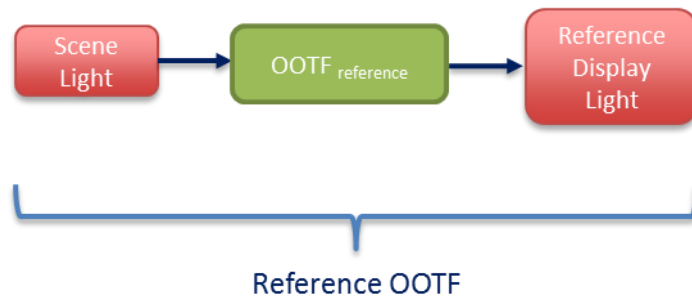 Scene
Light
OOTF reference
Reference
Display
Light
Reference OOTF